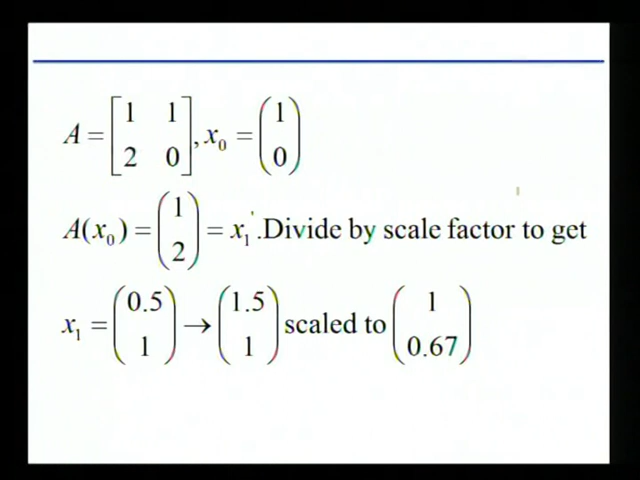 A = [1 1; 2 0], x₀ = (1; 0)
A(x₀) = (1; 2) = x₁'.Divide by scale factor to get
x₁ = (0.5; 1) → (1.5; 1) scaled to (1; 0.67)